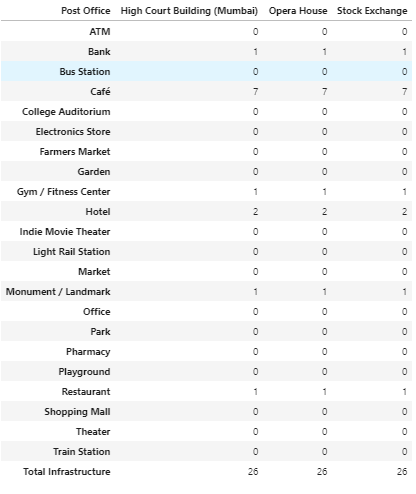 Post Office High Court Building (Mumbai) Opera House Stock Exchange
ATM 0 0 0
Bank 1 1 1
Bus Station 0 0 0
Café 7 7 7
College Auditorium 0 0 0
Electronics Store 0 0 0
Farmers Market 0 0 0
Garden 0 0 0
Gym / Fitness Center 1 1 1
Hotel 2 2 2
Indie Movie Theater 0 0 0
Light Rail Station 0 0 0
Market 0 0 0
Monument / Landmark 1 1 1
Office 0 0 0
Park 0 0 0
Pharmacy 0 0 0
Playground 0 0 0
Restaurant 1 1 1
Shopping Mall 0 0 0
Theater 0 0 0
Train Station 0 0 0
Total Infrastructure 26 26 26